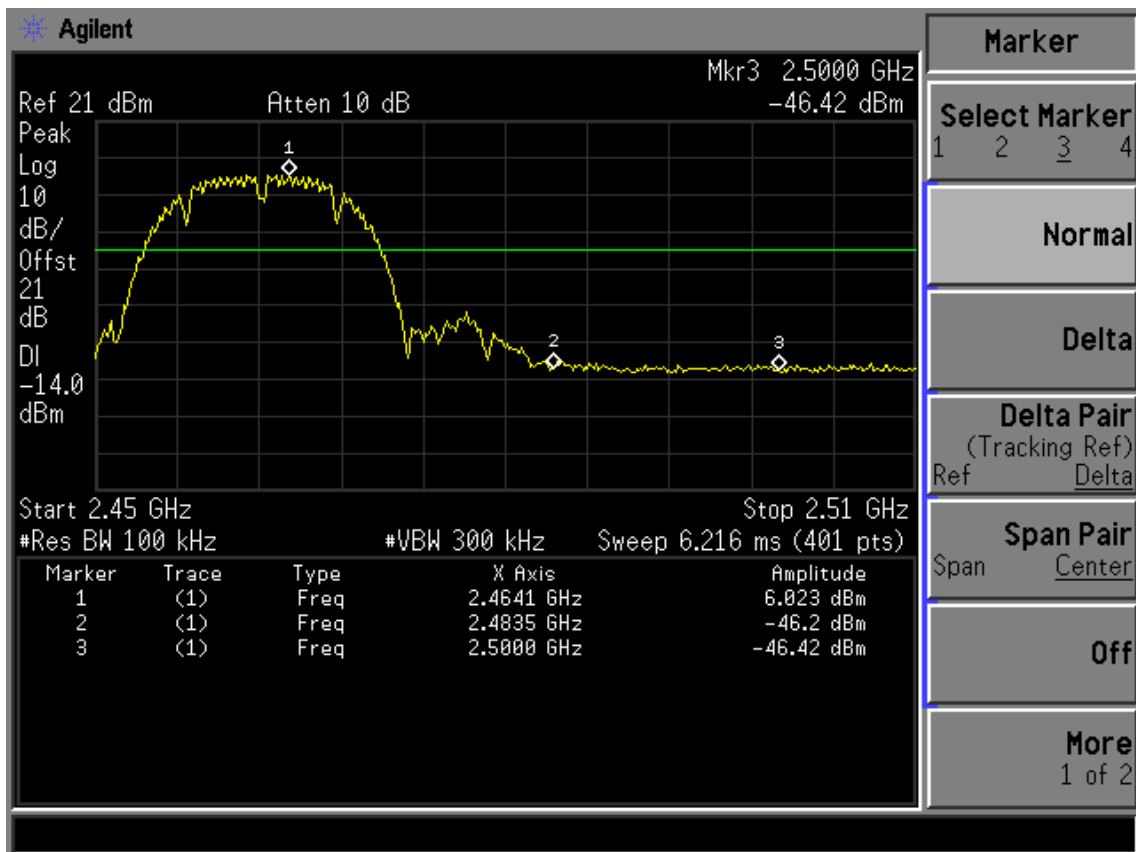 Agilent
Mkr3 2.5000 GHz
Ref 21 dBm Atten 10 dB -46.42 dBm
Peak
Log
10
dB/
Offst
21
dB
DI
-14.0
dBm
1
2
3
Start 2.45 GHz Stop 2.51 GHz
#Res BW 100 kHz #VBW 300 kHz Sweep 6.216 ms (401 pts)
Marker Trace Type X Axis Amplitude
1 (1) Freq 2.4641 GHz 6.023 dBm
2 (1) Freq 2.4835 GHz -46.2 dBm
3 (1) Freq 2.5000 GHz -46.42 dBm
Marker
Select Marker
1 2 3 4
Normal
Delta
Delta Pair
(Tracking Ref)
Ref Delta
Span Pair
Span Center
Off
More
1 of 2